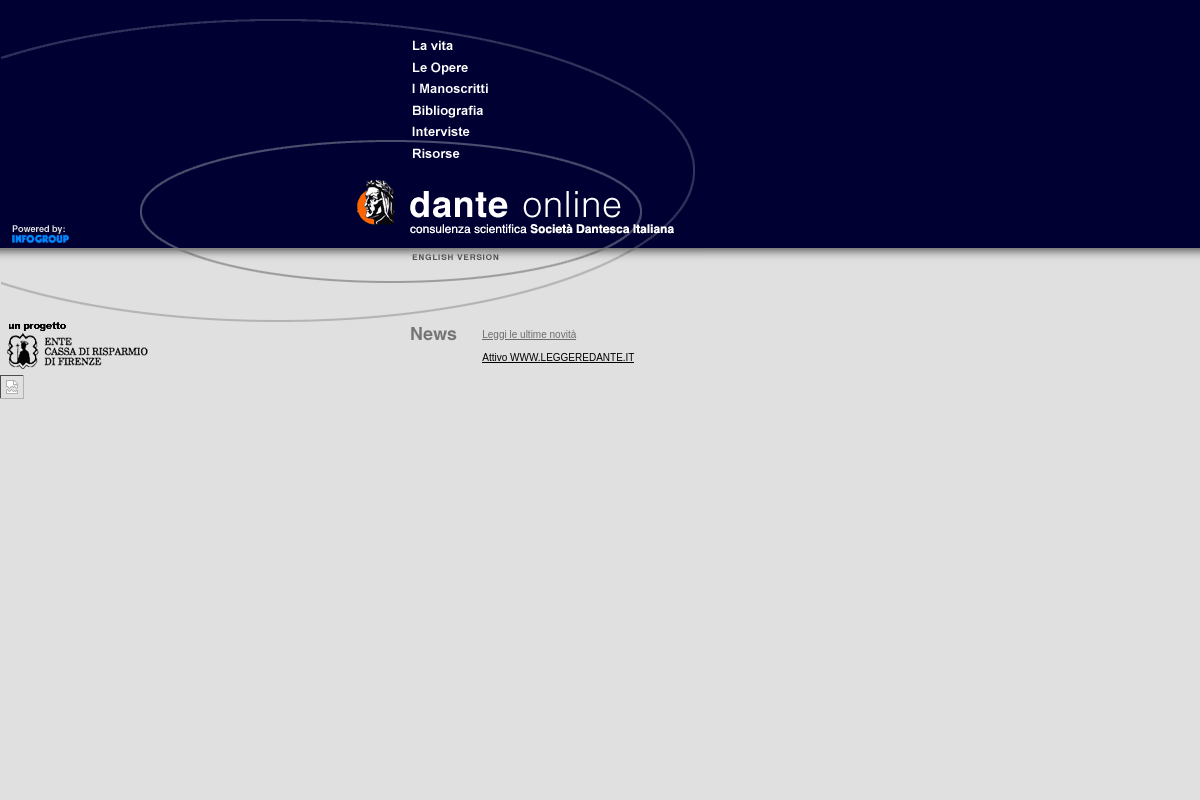 La vita
Le Opere
I Manoscritti
Bibliografia
Interviste
Risorse
dante online
consulenza scientifica Società Dantesca Italiana
Powered by:
INFOGROUP
ENGLISH VERSION
un progetto
ENTE
CASSA DI RISPARMIO
DI FIRENZE
News
Leggi le ultime novità
Attivo WWW.LEGGEREDANTE.IT